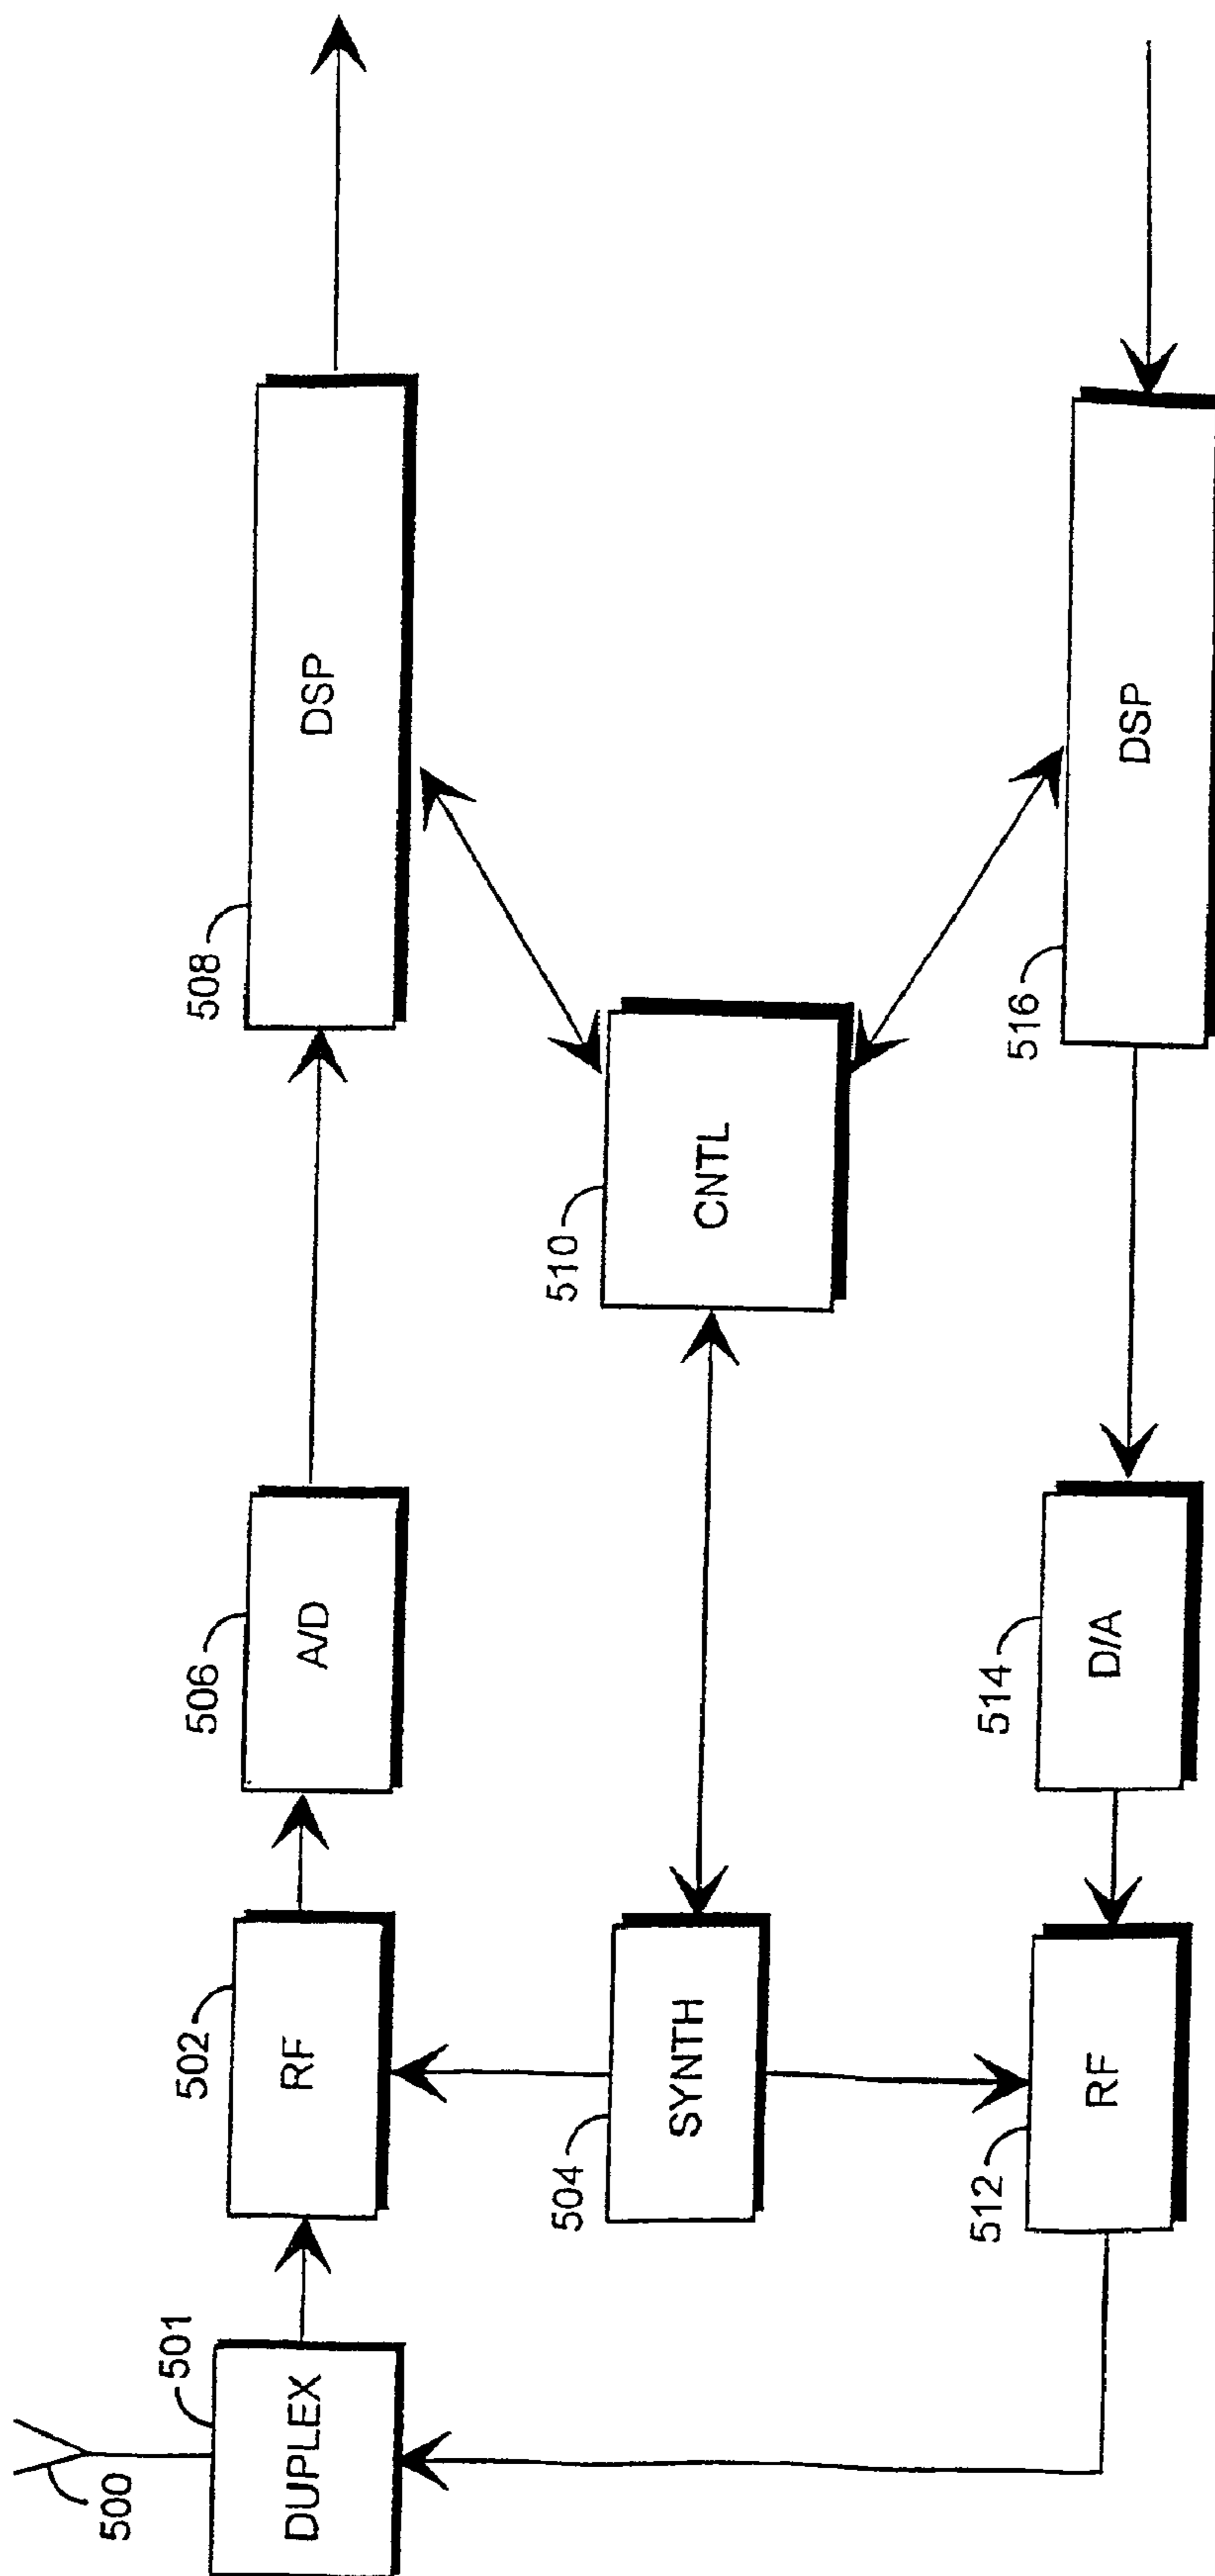 500
501
DUPLEX
502
RF
506
A/D
508
DSP
504
SYNTH
510
CNTL
512
RF
514
D/A
516
DSP